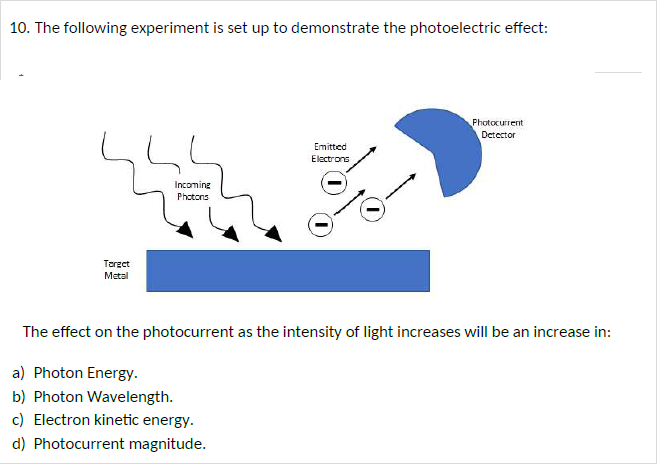 10. The following experiment is set up to demonstrate the photoelectric effect:
Photocurrent
Detector
Emitted
Electrons
Incoming
Photons
Target
Metal
The effect on the photocurrent as the intensity of light increases will be an increase in:
a) Photon Energy.
b) Photon Wavelength.
c) Electron kinetic energy.
d) Photocurrent magnitude.